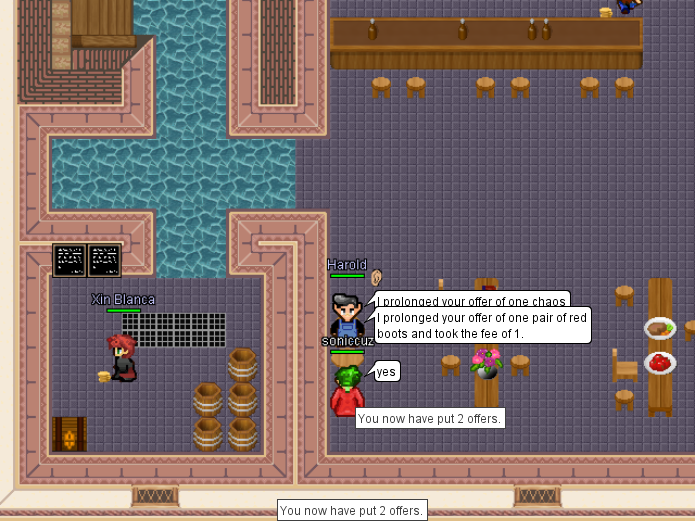 Harold
I prolonged your offer of one chaos
I prolonged your offer of one pair of red
boots and took the fee of 1.
Xin Blanca
soniccuz
yes
You now have put 2 offers.
You now have put 2 offers.